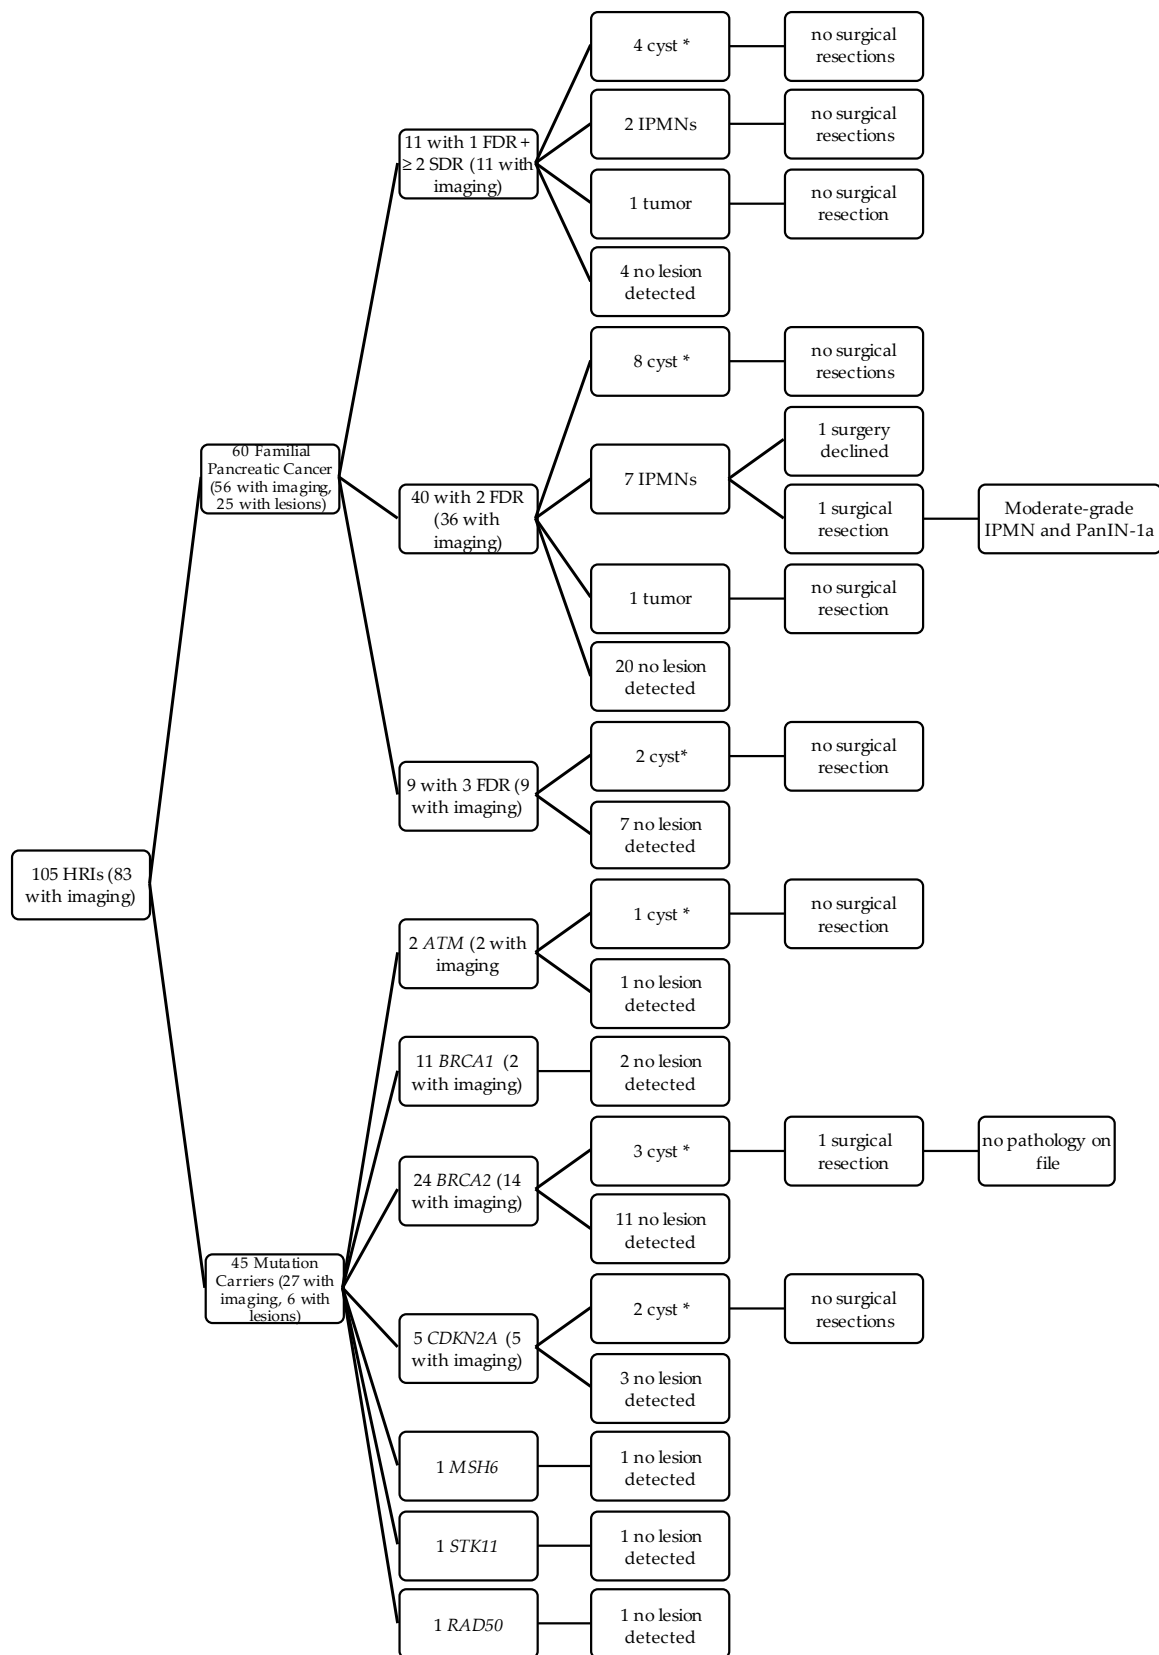 4 cyst *
no surgical
resections
2 IPMNs
no surgical
resections
11 with 1 FDR +
≥ 2 SDR (11 with
imaging)
1 tumor
no surgical
resection
4 no lesion
detected
8 cyst *
no surgical
resections
1 surgery
declined
60 Familial
Pancreatic Cancer
(56 with imaging,
25 with lesions)
7 IPMNs
40 with 2 FDR
(36 with
imaging)
1 surgical
resection
Moderate-grade
IPMN and PanIN-1a
1 tumor
no surgical
resection
20 no lesion
detected
2 cyst*
no surgical
resection
9 with 3 FDR (9
with imaging)
7 no lesion
detected
105 HRIs (83
with imaging)
1 cyst *
no surgical
resection
2 ATM (2 with
imaging
1 no lesion
detected
11 BRCA1 (2
with imaging)
2 no lesion
detected
3 cyst *
1 surgical
resection
no pathology on
file
24 BRCA2 (14
with imaging)
11 no lesion
detected
45 Mutation
Carriers (27 with
imaging, 6 with
lesions)
2 cyst *
no surgical
resections
5 CDKN2A (5
with imaging)
3 no lesion
detected
1 MSH6
1 no lesion
detected
1 STK11
1 no lesion
detected
1 RAD50
1 no lesion
detected